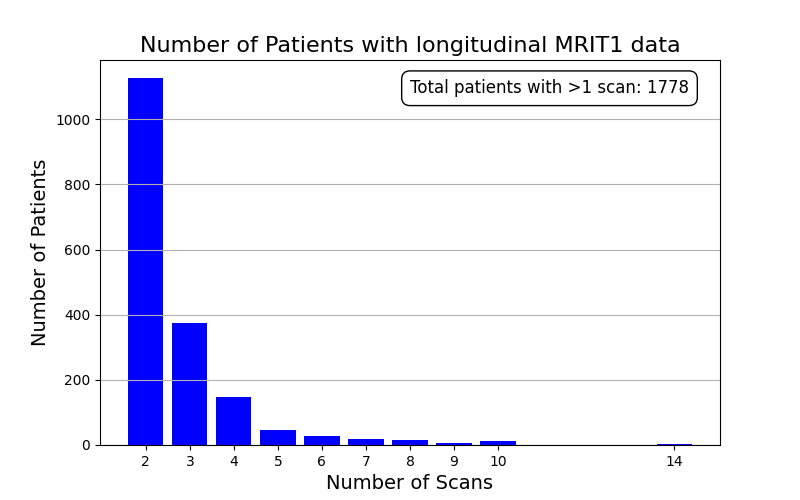 Number of Patients with longitudinal MRIT1 data
Total patients with >1 scan: 1778
Number of Patients
1000
800
600
400
200
0
2 3 4 5 6 7 8 9 10 14
Number of Scans